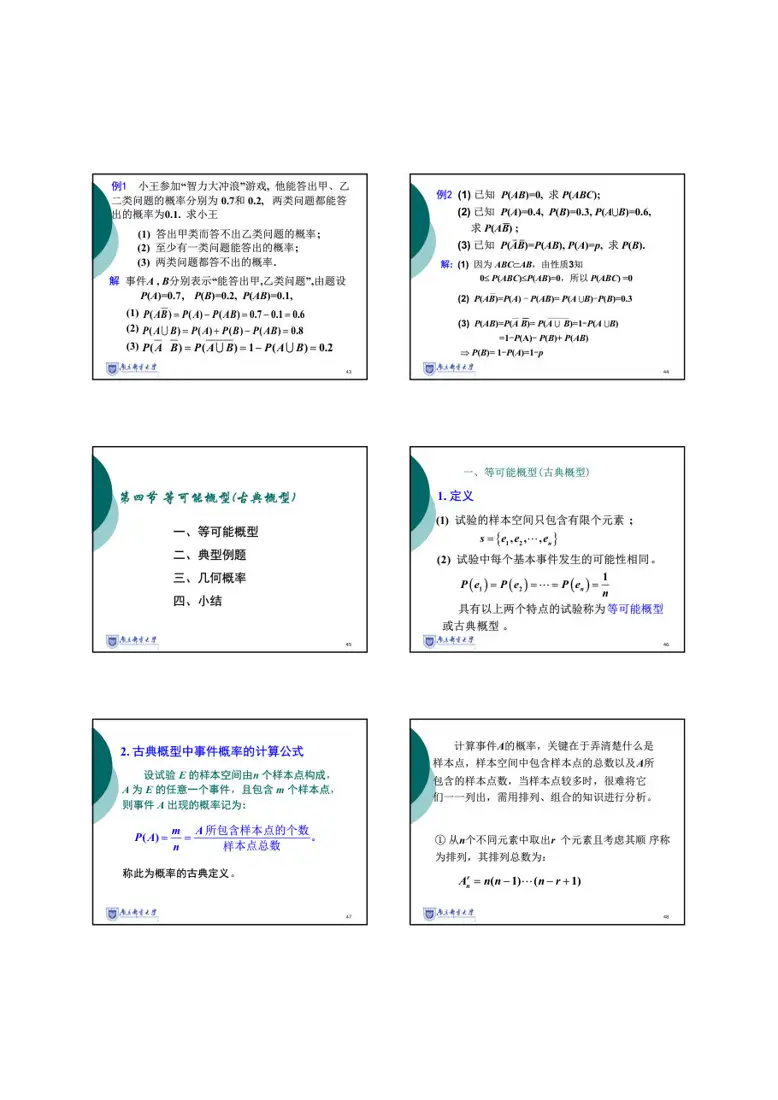 例1 小王参加“智力大冲浪”游戏, 他能答出甲、乙
二类问题的概率分别为 0.7和 0.2, 两类问题都能答
出的概率为0.1. 求小王
(1) 答出甲类而答不出乙类问题的概率；
(2) 至少有一类问题能答出的概率；
(3) 两类问题都答不出的概率．
解 事件A , B分别表示“能答出甲,乙类问题”,由题设
P(A)=0.7, P(B)=0.2, P(AB)=0.1,
(1) P(AB̅) = P(A) − P(AB) = 0.7 − 0.1 = 0.6
(2) P(A∪B) = P(A) + P(B) − P(AB) = 0.8
(3) P(A̅ B̅) = P(A̅∪̅B̅) = 1 − P(A∪B) = 0.2
43
例2 (1) 已知 P(AB)=0, 求 P(ABC);
(2) 已知 P(A)=0.4, P(B)=0.3, P(A∪B)=0.6,
求 P(AB̅) ;
(3) 已知 P(A̅B̅)=P(AB), P(A)=p, 求 P(B).
解: (1) 因为 ABC⊂AB，由性质3知
0≤ P(ABC)≤P(AB)=0，所以 P(ABC) =0
(2) P(AB̅)=P(A) − P(AB)= P(A∪B)−P(B)=0.3
(3) P(AB)=P(A̅ B̅)= P(A̅∪̅B̅)=1−P(A∪B)
=1−P(A)− P(B)+ P(AB)
⇒ P(B)= 1−P(A)=1−p
44
第四节 等可能概型(古典概型)
一、等可能概型
二、典型例题
三、几何概率
四、小结
45
一、等可能概型(古典概型)
1. 定义
(1) 试验的样本空间只包含有限个元素 ；
s = {e₁, e₂, ⋯, eₙ}
(2) 试验中每个基本事件发生的可能性相同。
P(e₁) = P(e₂) = ⋯ = P(eₙ) = 1/n
具有以上两个特点的试验称为 等可能概型
或古典概型 。
46
2. 古典概型中事件概率的计算公式
设试验 E 的样本空间由n 个样本点构成，
A 为 E 的任意一个事件，且包含 m 个样本点，
则事件 A 出现的概率记为：
P(A) = m/n = A 所包含样本点的个数/样本点总数 。
称此为概率的古典定义。
47
计算事件A的概率，关键在于弄清楚什么是
样本点，样本空间中包含样本点的总数以及A所
包含的样本点数，当样本点较多时，很难将它
们一一列出，需用排列、组合的知识进行分析。
① 从n个不同元素中取出r 个元素且考虑其顺 序称
为排列，其排列总数为：
Aₙʳ = n(n − 1)⋯(n − r + 1)
48